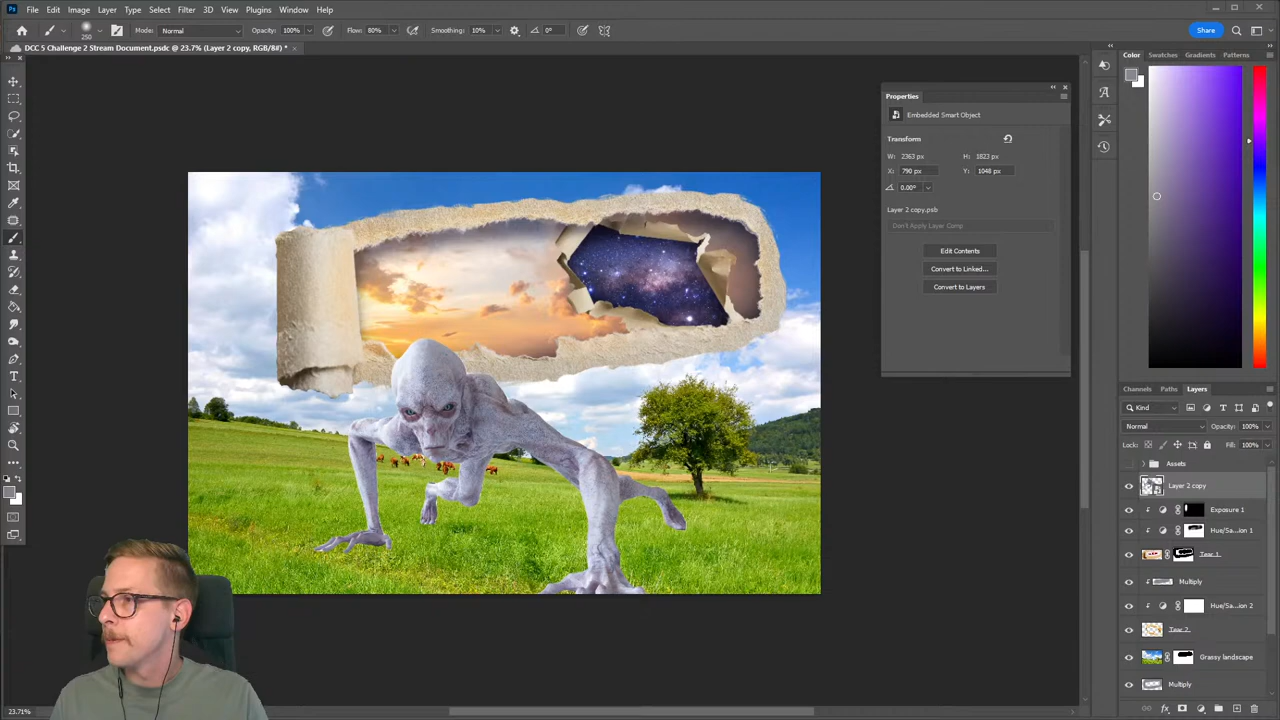 File Edit Image Layer Type Select Filter 3D View Plugins Window Help
250 Mode: Normal Opacity: 100% Flow: 80% Smoothing: 10% 0° Share
DCC 5 Challenge 2 Stream Document.psdc @ 23.7% (Layer 2 copy, RGB/8#) *
Color Swatches Gradients Patterns
Properties
Embedded Smart Object
Transform
W: 2363 px H: 3823 px
X: 790 px Y: 1048 px
0.00°
Layer 2 copy.psb
Don't Apply Layer Comp
Edit Contents
Convert to Linked...
Convert to Layers
Channels Paths Layers
Kind
Normal Opacity: 100%
Lock: Fill: 100%
Assets
Layer 2 copy
Exposure 1
Hue/Sa...ion 1
Tear 1
Multiply
Hue/Sa...ion 2
Tear 2
Grassy landscape
Multiply
23.71%